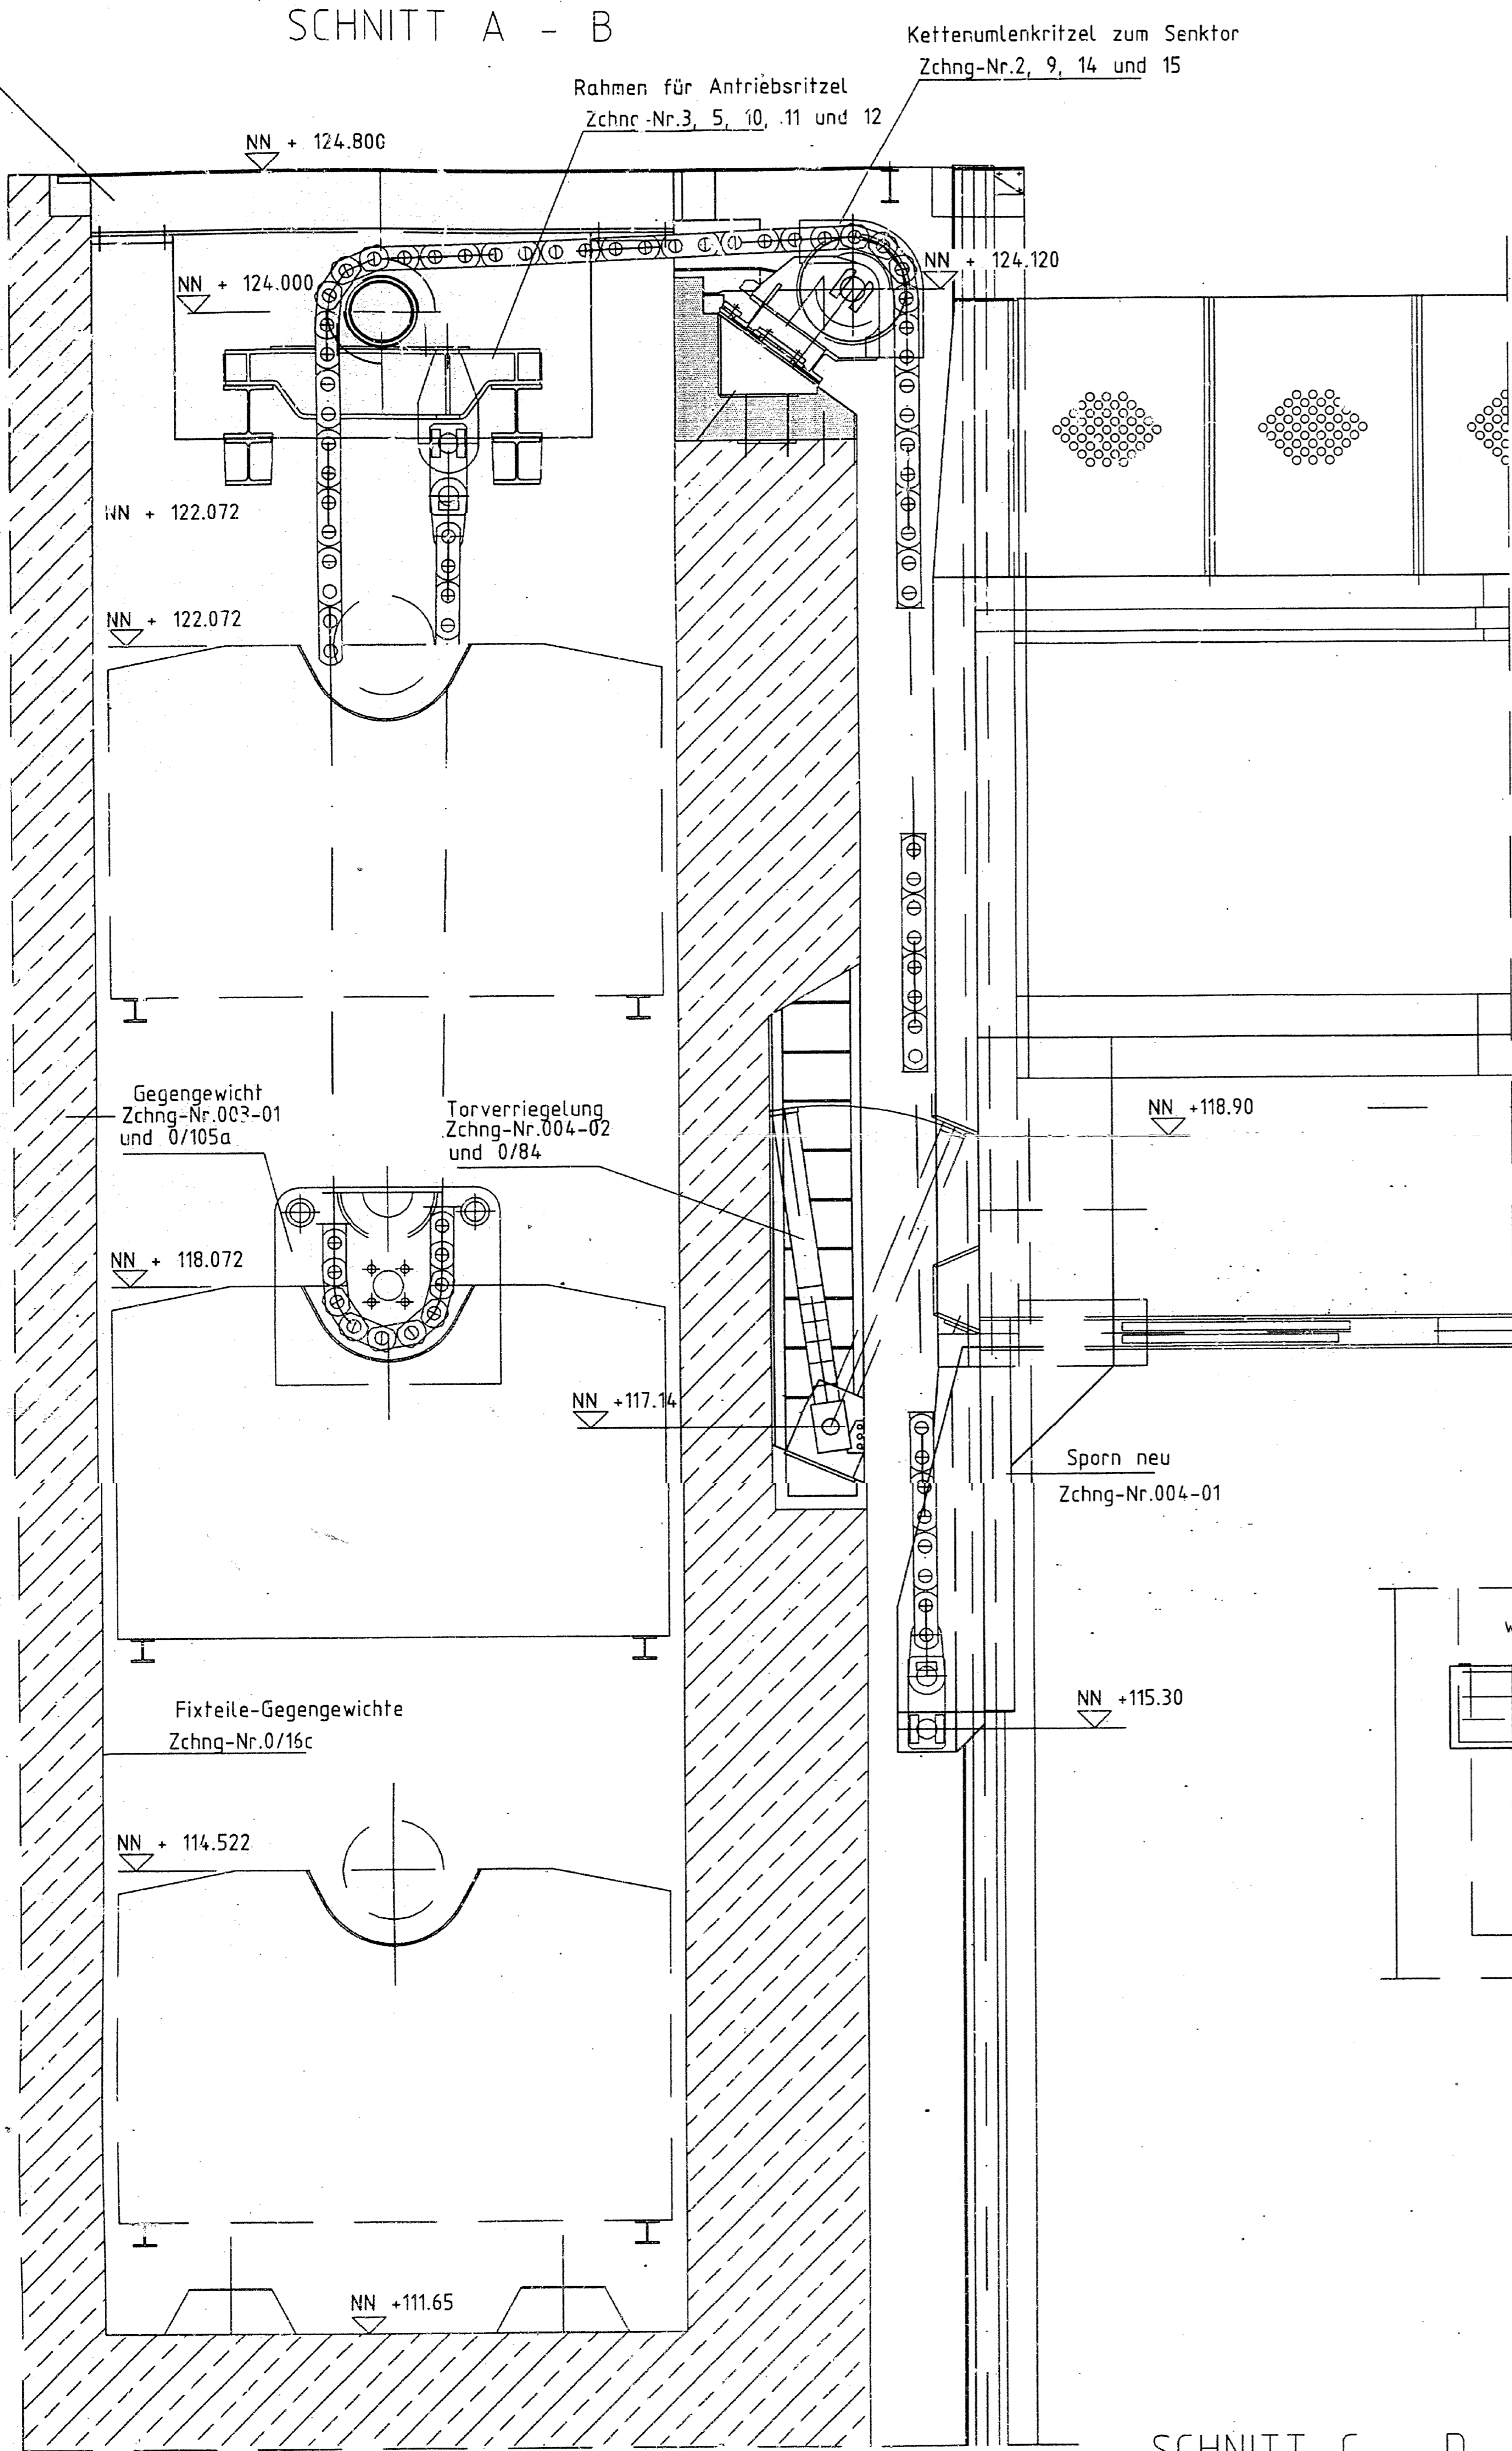 SCHNITT A - B
Kettenumlenkritzel zum Senktor
Zchng-Nr.2, 9, 14 und 15
Rahmen für Antriebsritzel
Zchng-Nr.3, 5, 10, 11 und 12
NN + 124.800
NN + 124.120
NN + 124.000
NN + 122.072
NN + 122.072
Gegengewicht
Zchng-Nr.003-01
und 0/105a
Torverriegelung
Zchng-Nr.004-02
und 0/84
NN +118.90
NN + 118.072
NN +117.14
Sporn neu
Zchng-Nr.004-01
Fixteile-Gegengewichte
Zchng-Nr.0/16c
NN +115.30
NN + 114.522
NN +111.65
SCHNITT C - D